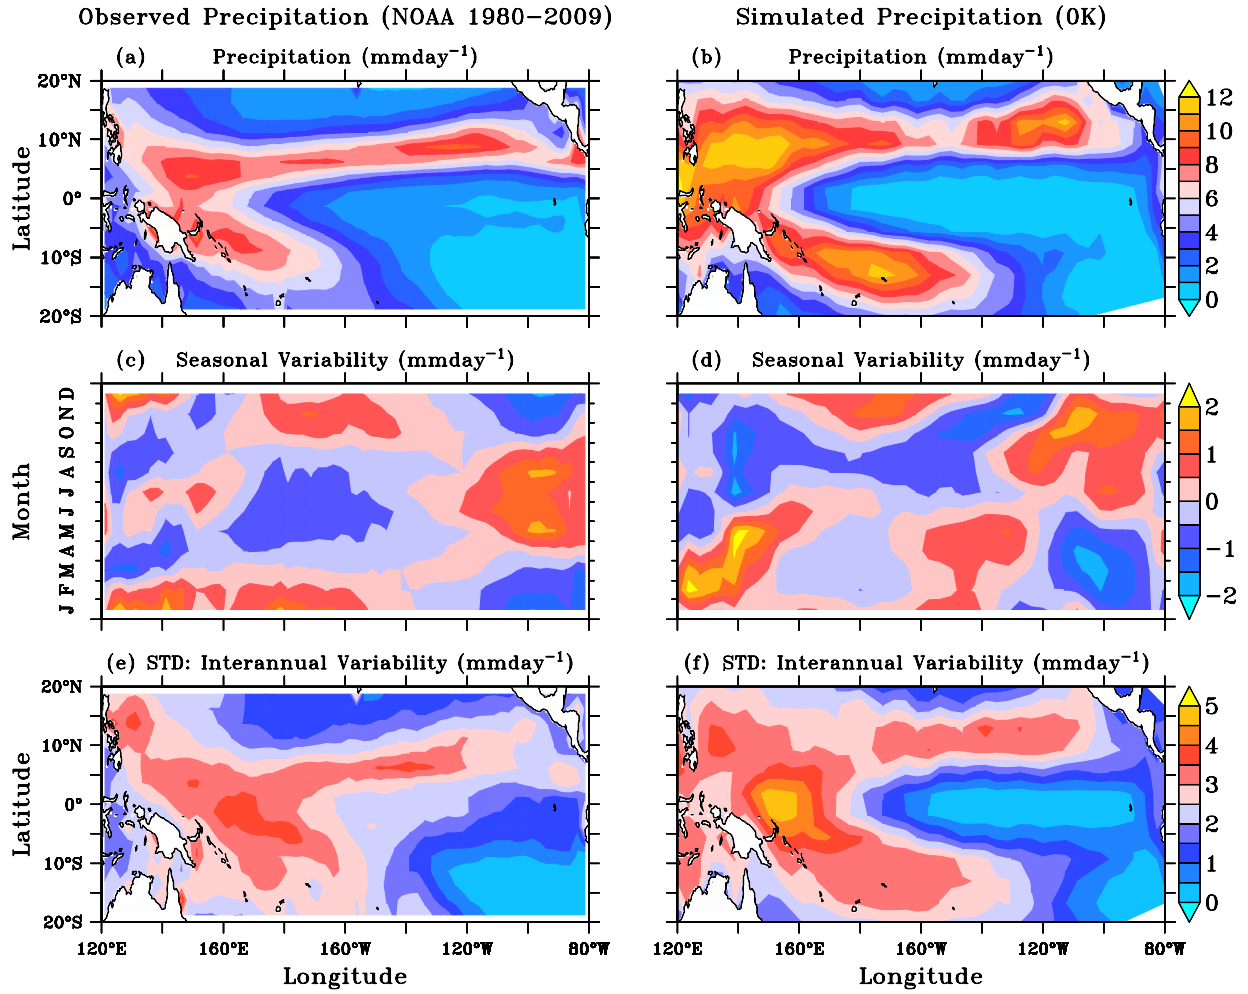 Observed Precipitation (NOAA 1980−2009)
Simulated Precipitation (0K)
(a) Precipitation (mmday⁻¹)
(b) Precipitation (mmday⁻¹)
20°N
10°N
0°
10°S
20°S
Latitude
12
10
8
6
4
2
0
(c) Seasonal Variability (mmday⁻¹)
(d) Seasonal Variability (mmday⁻¹)
Month
J F M A M J J A S O N D
2
1
0
−1
−2
(e) STD: Interannual Variability (mmday⁻¹)
(f) STD: Interannual Variability (mmday⁻¹)
20°N
10°N
0°
10°S
20°S
Latitude
5
4
3
2
1
0
120°E 160°E 160°W 120°W 80°W
120°E 160°E 160°W 120°W 80°W
Longitude
Longitude